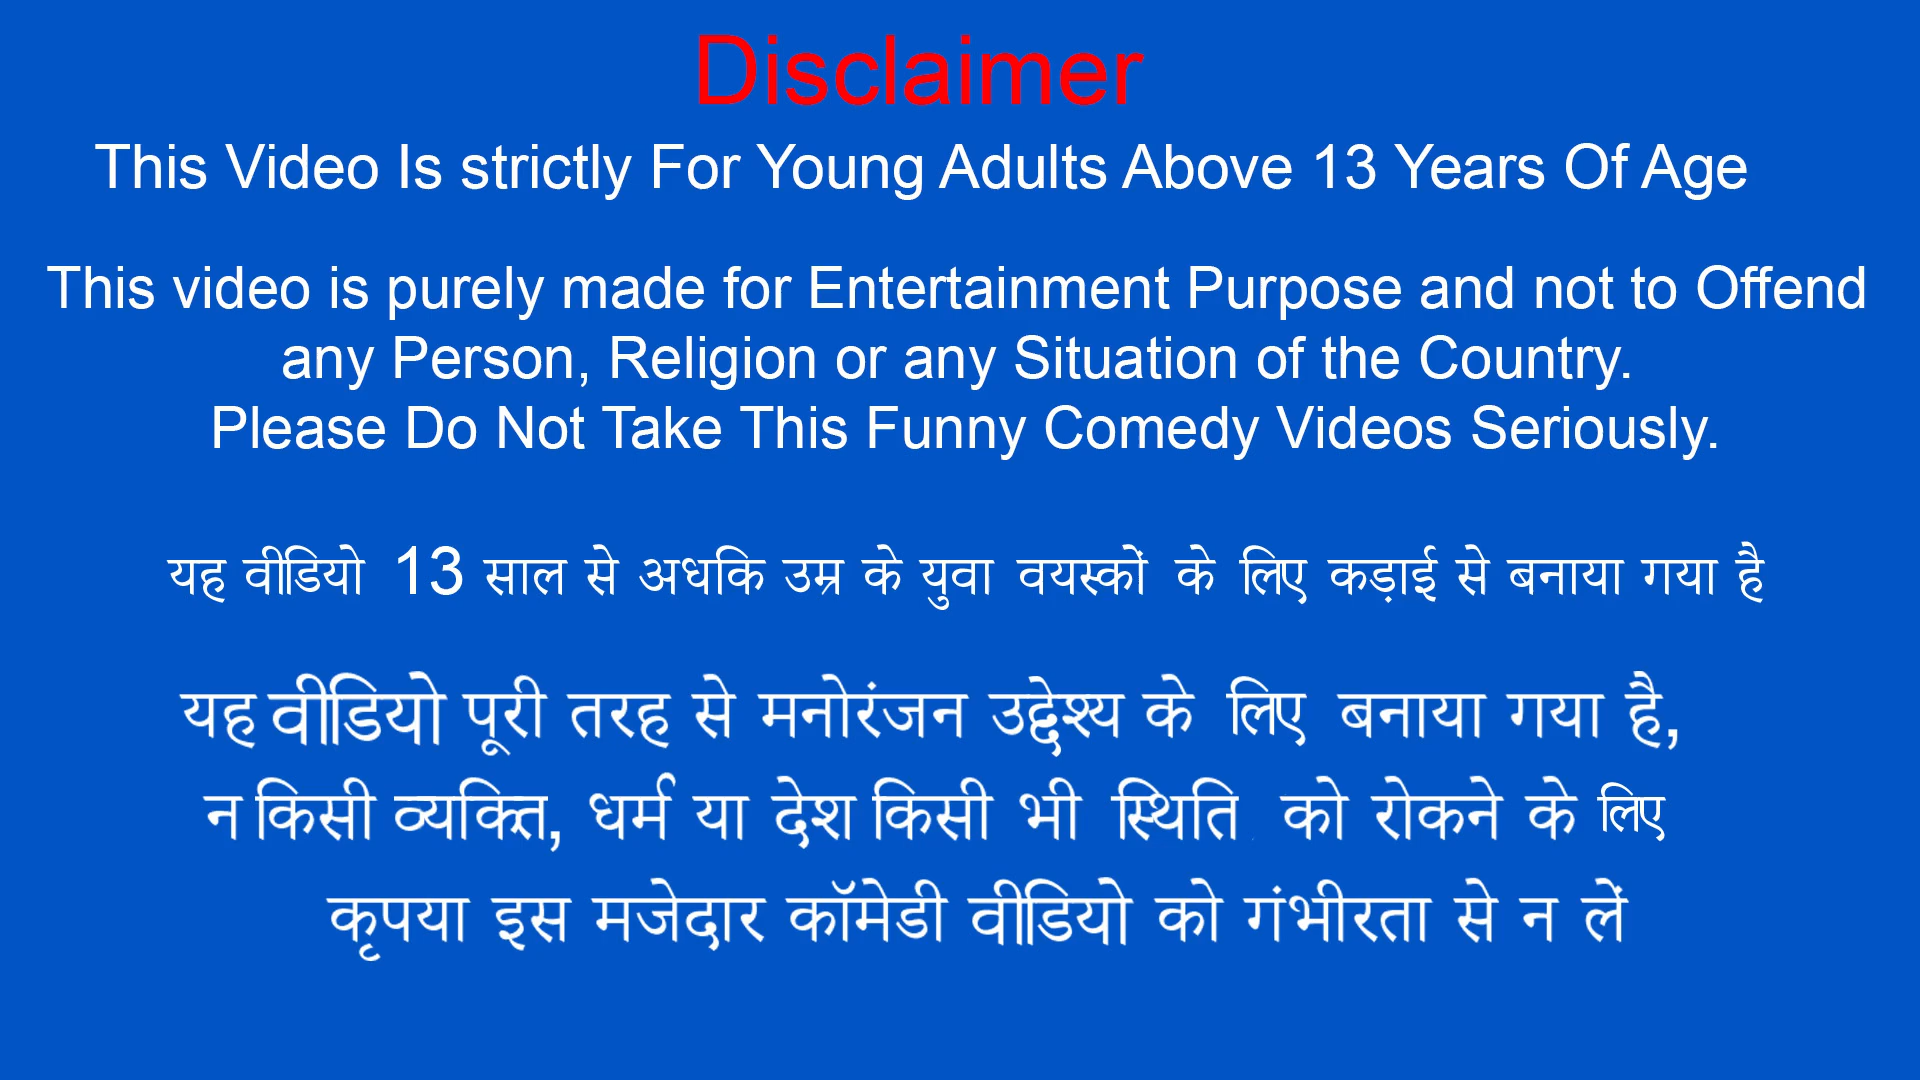 Disclaimer
This Video Is strictly For Young Adults Above 13 Years Of Age
This video is purely made for Entertainment Purpose and not to Offend
any Person, Religion or any Situation of the Country.
Please Do Not Take This Funny Comedy Videos Seriously.
यह वीडियो 13 साल से अधकि उम्र के युवा वयस्कों के लिए कड़ाई से बनाया गया है
यह वीडियो पूरी तरह से मनोरंजन उद्देश्य के लिए बनाया गया है,
न किसी व्यक्ति, धर्म या देश किसी भी स्थिति को रोकने के लिए
कृपया इस मजेदार कॉमेडी वीडियो को गंभीरता से न लें